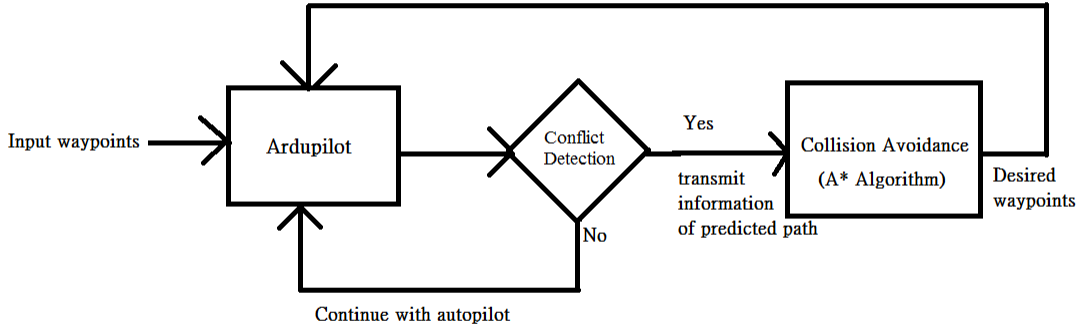 Input waypoints
Ardupilot
Conflict
Detection
Yes
transmit
information
of predicted path
Collision Avoidance
(A* Algorithm)
Desired
waypoints
No
Continue with autopilot